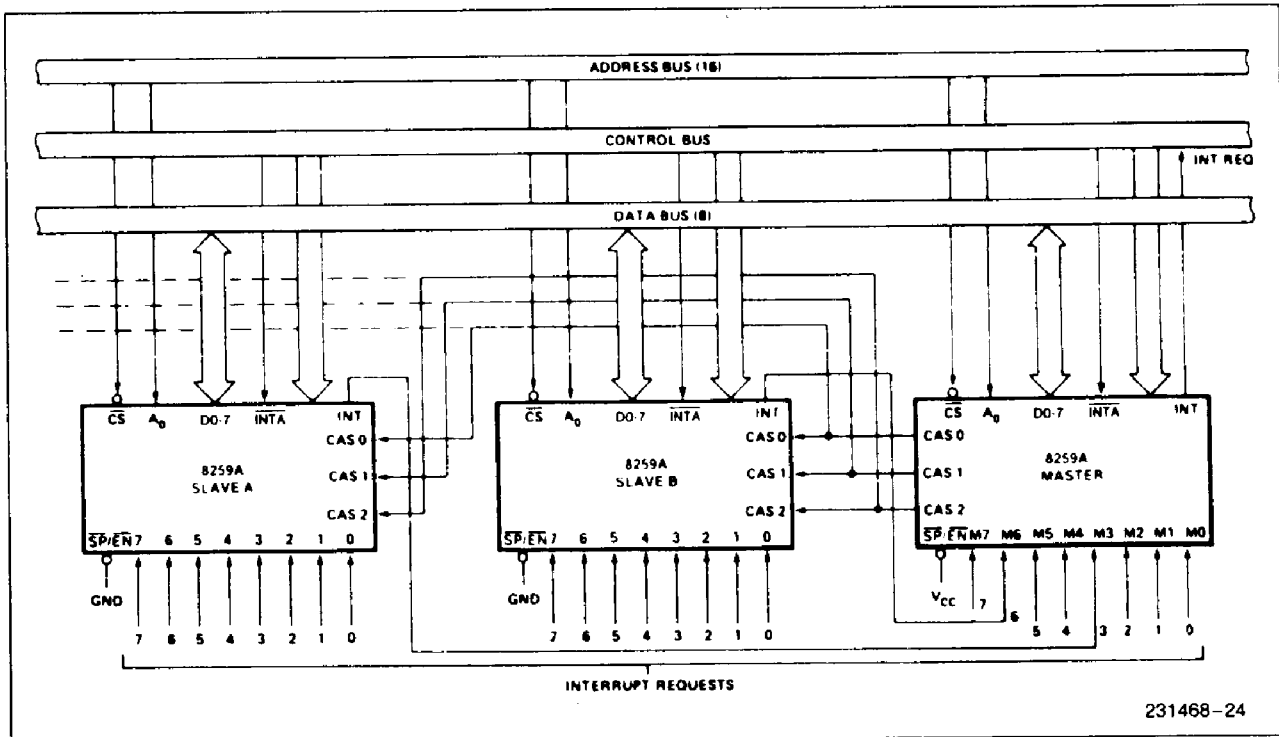 ADDRESS BUS (16)
CONTROL BUS
INT REQ
DATA BUS (8)
CS A0 D0-7 INTA INT
CAS 0
8259A
SLAVE A
CAS 1
CAS 2
SP/EN 7 6 5 4 3 2 1 0
GND
7 6 5 4 3 2 1 0
CS A0 D0-7 INTA INT
CAS 0
8259A
SLAVE B
CAS 1
CAS 2
SP/EN 7 6 5 4 3 2 1 0
GND
7 6 5 4 3 2 1 0
CS A0 D0-7 INTA INT
CAS 0
8259A
MASTER
CAS 1
CAS 2
SP/EN M7 M6 M5 M4 M3 M2 M1 M0
VCC
7 6 5 4 3 2 1 0
INTERRUPT REQUESTS
231468-24